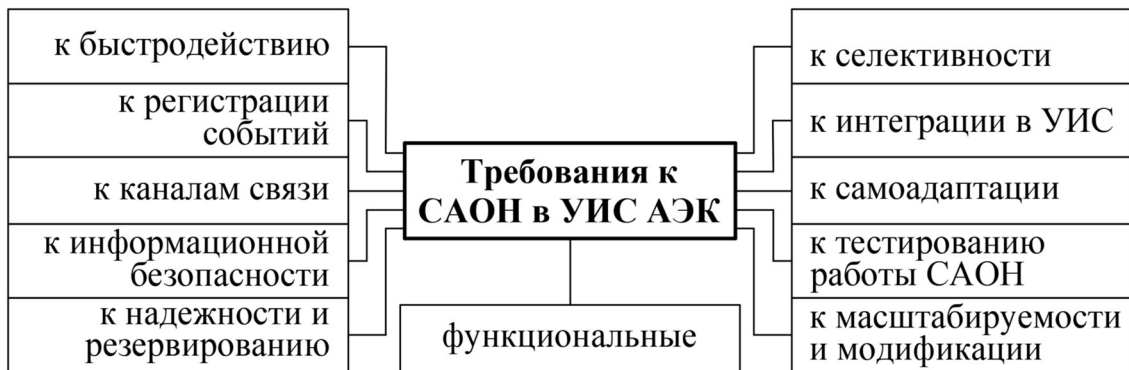 к быстродействию
к регистрации
событий
к каналам связи
к информационной
безопасности
к надежности и
резервированию
Требования к
САОН в УИС АЭК
функциональные
к селективности
к интеграции в УИС
к самоадаптации
к тестированию
работы САОН
к масштабируемости
и модификации